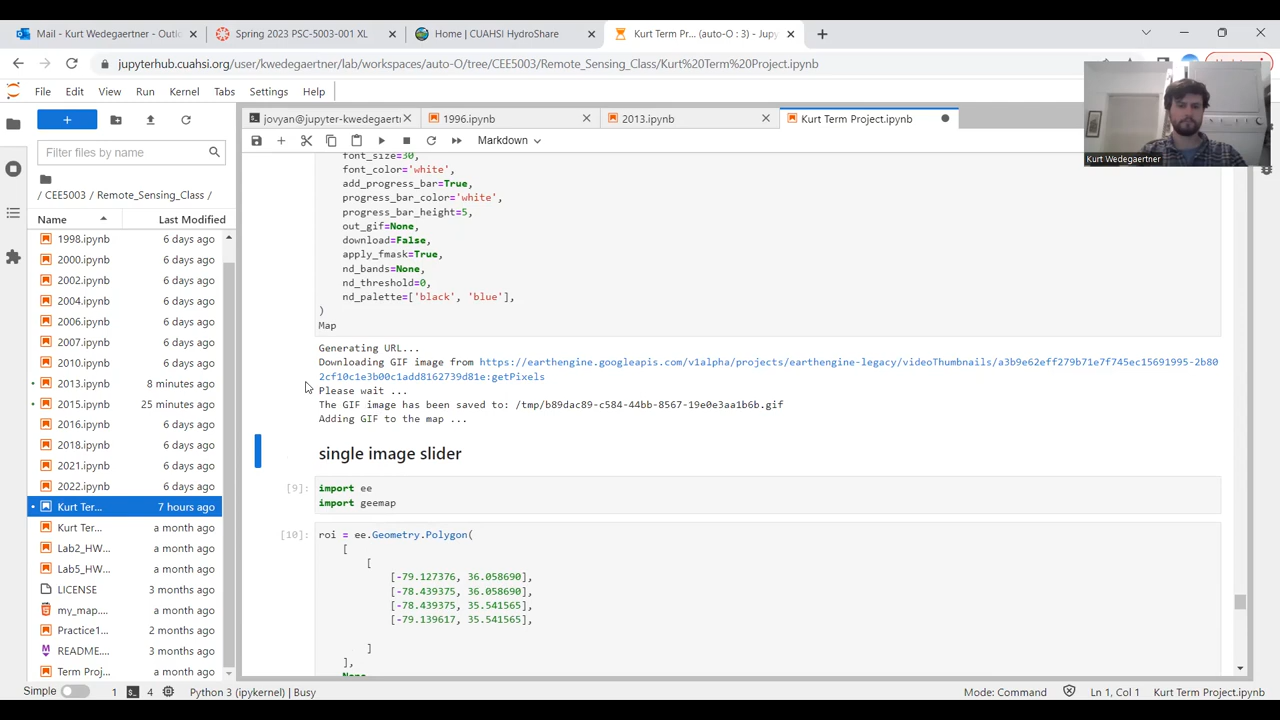 Mail - Kurt Wedegaertner - Outl
Spring 2023 PSC-5003-001 XL
Home | CUAHSI HydroShare
Kurt Term Pr... (auto-O : 3) - Jupy
jupyterhub.cuahsi.org/user/kwedegaertner/lab/workspaces/auto-O/tree/CEE5003/Remote_Sensing_Class/Kurt%20Term%20Project.ipynb
File Edit View Run Kernel Tabs Settings Help
jovyan@jupyter-kwedegaertn
1996.ipynb
2013.ipynb
Kurt Term Project.ipynb
Filter files by name
Markdown
/ CEE5003 / Remote_Sensing_Class /
Name Last Modified
1998.ipynb 6 days ago
2000.ipynb 6 days ago
2002.ipynb 6 days ago
2004.ipynb 6 days ago
2006.ipynb 6 days ago
2007.ipynb 6 days ago
2010.ipynb 6 days ago
2013.ipynb 8 minutes ago
2015.ipynb 25 minutes ago
2016.ipynb 6 days ago
2018.ipynb 6 days ago
2021.ipynb 6 days ago
2022.ipynb 6 days ago
Kurt Ter... 7 hours ago
Kurt Ter... a month ago
Lab2_HW... a month ago
Lab5_HW... a month ago
LICENSE 3 months ago
my_map.... a month ago
Practice1... 2 months ago
README.... 3 months ago
Term Proj... a month ago
font_size=30,
font_color='white',
add_progress_bar=True,
progress_bar_color='white',
progress_bar_height=5,
out_gif=None,
download=False,
apply_fmask=True,
nd_bands=None,
nd_threshold=0,
nd_palette=['black', 'blue'],
)
Map
Generating URL...
Downloading GIF image from https://earthengine.googleapis.com/v1alpha/projects/earthengine-legacy/videoThumbnails/a3b9e62eff279b71e7f745ec15691995-2b80
2cf10c1e3b00c1add8162739d81e:getPixels
Please wait ...
The GIF image has been saved to: /tmp/b89dac89-c584-44bb-8567-19e0e3aa1b6b.gif
Adding GIF to the map ...
single image slider
[9]: import ee
import geemap
[10]: roi = ee.Geometry.Polygon(
[
[
[-79.127376, 36.058690],
[-78.439375, 36.058690],
[-78.439375, 35.541565],
[-79.139617, 35.541565],
]
],
None
Kurt Wedegaertner
Simple 1 4 Python 3 (ipykernel) | Busy
Mode: Command Ln 1, Col 1 Kurt Term Project.ipynb